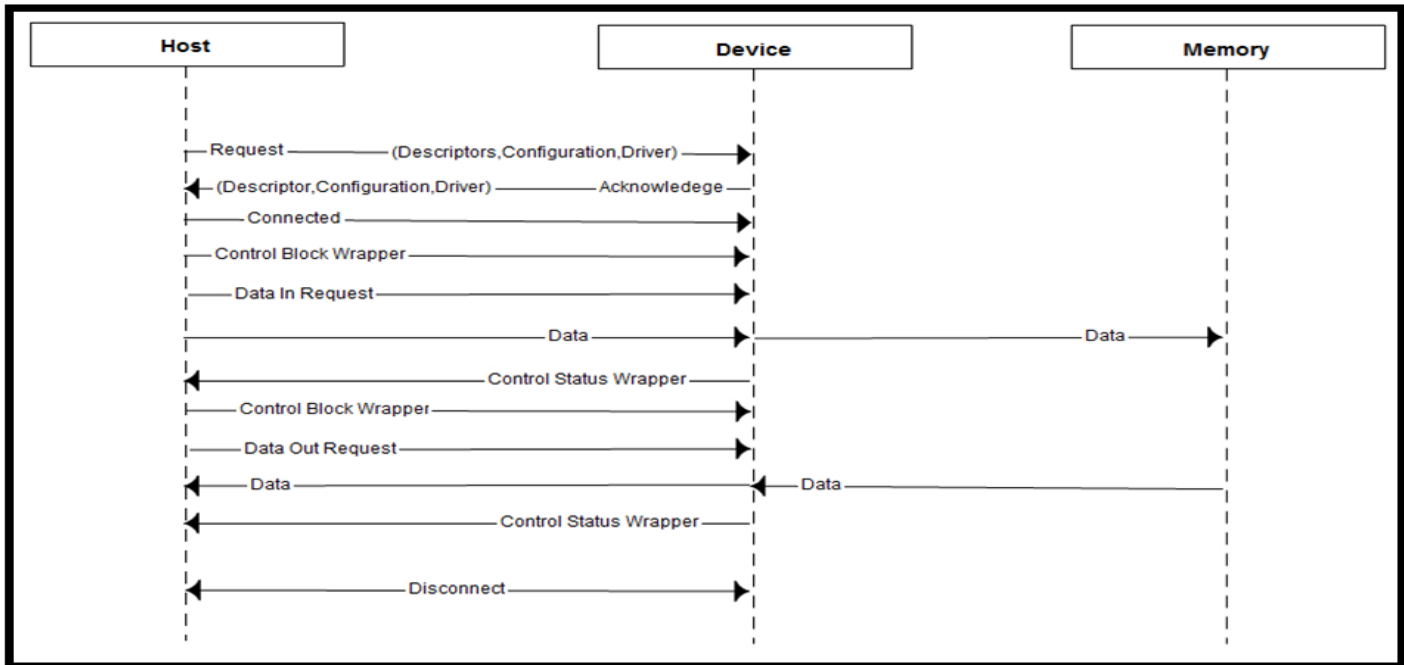 Host
Device
Memory
Request (Descriptors,Configuration,Driver)
(Descriptor,Configuration,Driver) Acknowledege
Connected
Control Block Wrapper
Data In Request
Data Data
Control Status Wrapper
Control Block Wrapper
Data Out Request
Data Data
Control Status Wrapper
Disconnect